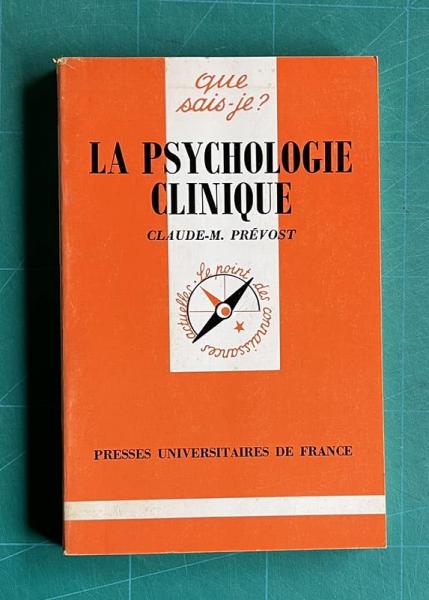 que
sais-je?
LA PSYCHOLOGIE
CLINIQUE
CLAUDE-M. PRÉVOST
Le point des connaissances actuelles.
PRESSES UNIVERSITAIRES DE FRANCE